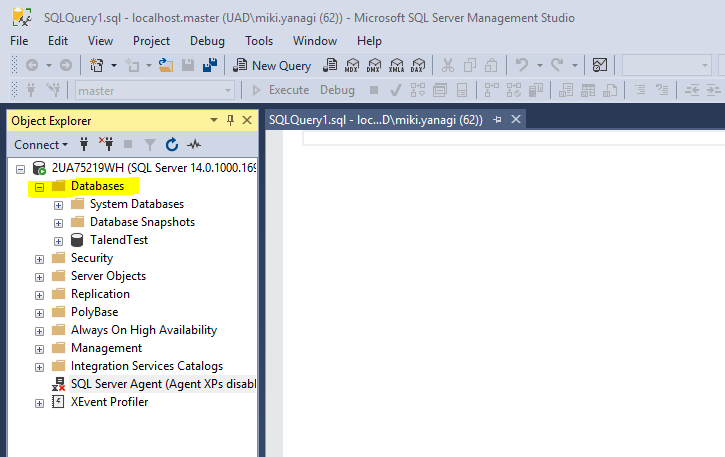 SQLQuery1.sql - localhost.master (UAD\miki.yanagi (62)) - Microsoft SQL Server Management Studio
File Edit View Project Debug Tools Window Help
New Query MDX DMX XMLA DAX
master Execute Debug
Object Explorer
SQLQuery1.sql - loc...D\miki.yanagi (62))
Connect
2UA75219WH (SQL Server 14.0.1000.169
Databases
System Databases
Database Snapshots
TalendTest
Security
Server Objects
Replication
PolyBase
Always On High Availability
Management
Integration Services Catalogs
SQL Server Agent (Agent XPs disabl
XEvent Profiler